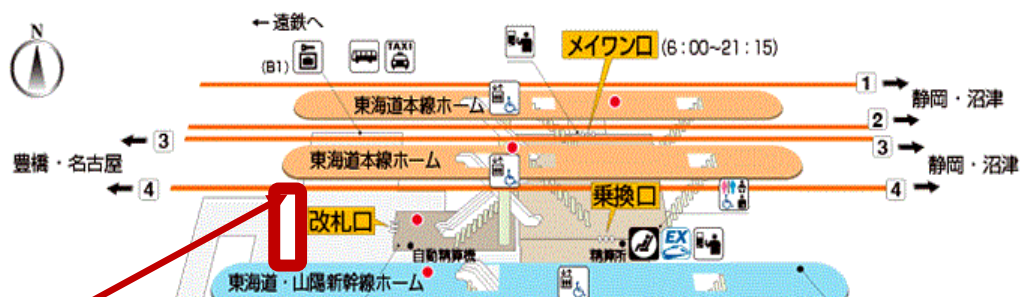 N
←遠鉄へ
(B1)
TAXI
メイワン口 (6:00~21:15)
1
静岡・沼津
東海道本線ホーム
2
3
豊橋・名古屋
東海道本線ホーム
3
静岡・沼津
4
4
乗換口
改札口
自動精算機
精算所
EX
東海道・山陽新幹線ホーム